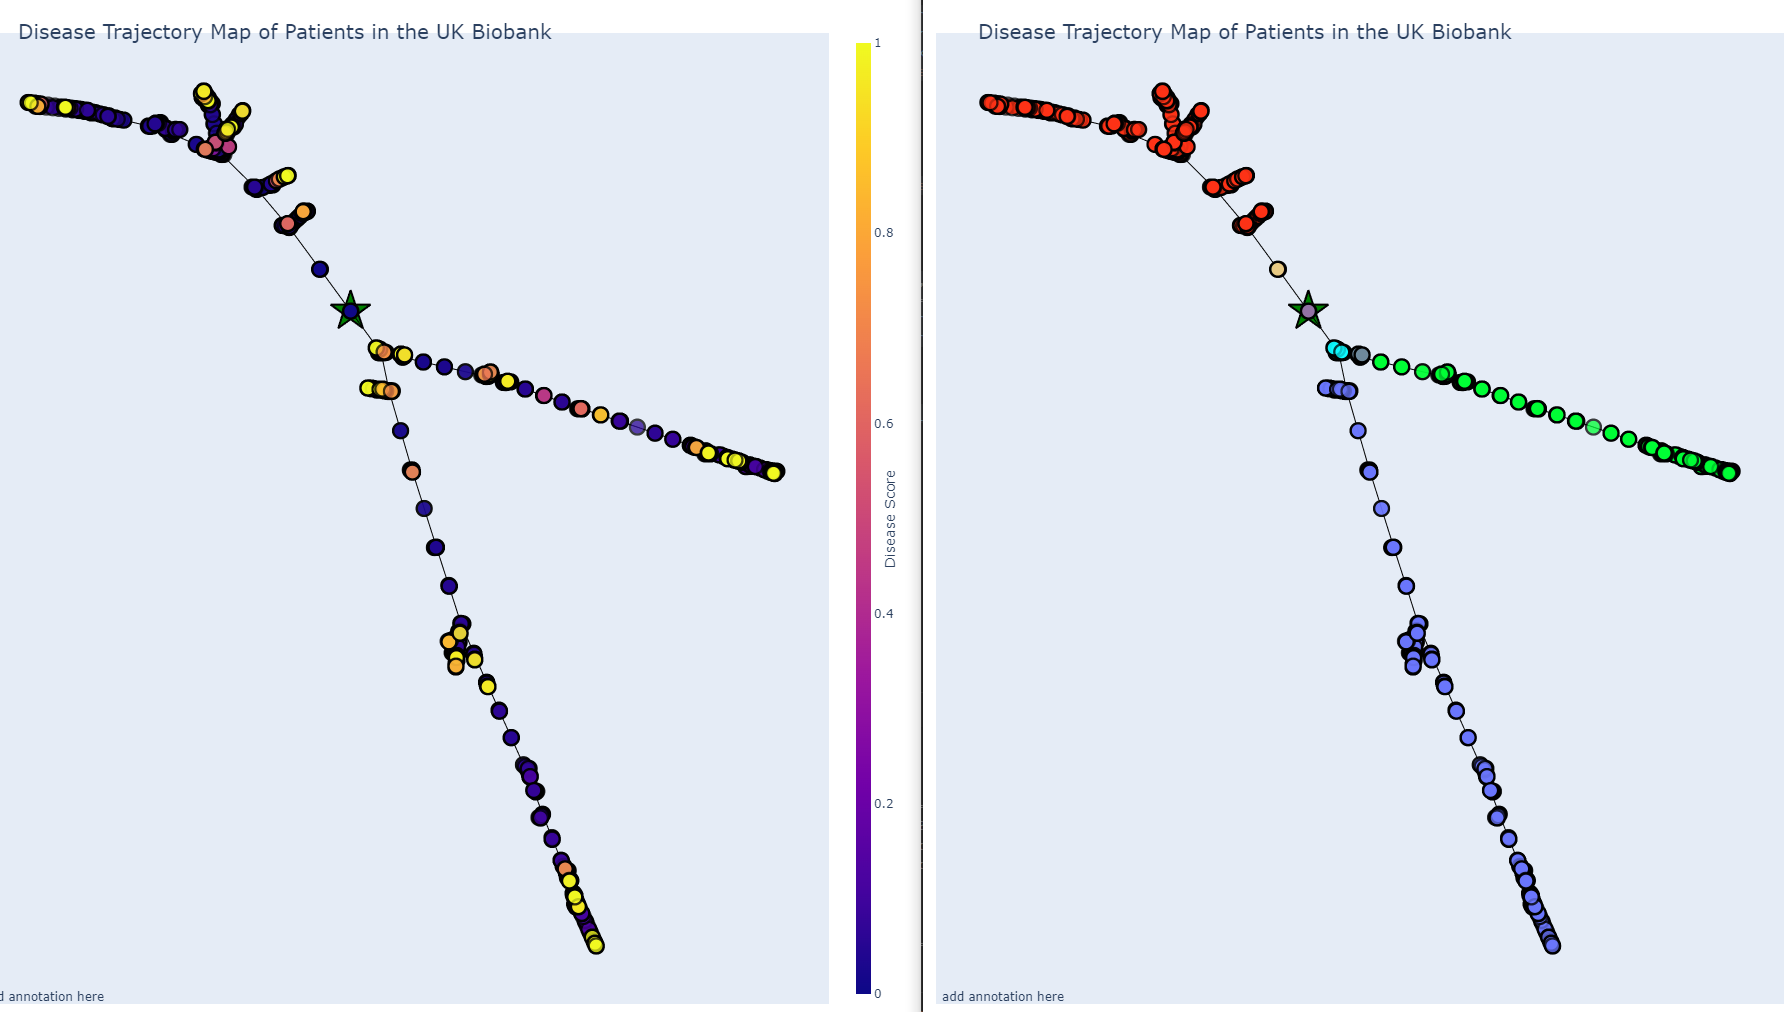 Disease Trajectory Map of Patients in the UK Biobank
1
0.8
0.6
0.4
0.2
0
Disease Score
d annotation here
Disease Trajectory Map of Patients in the UK Biobank
add annotation here